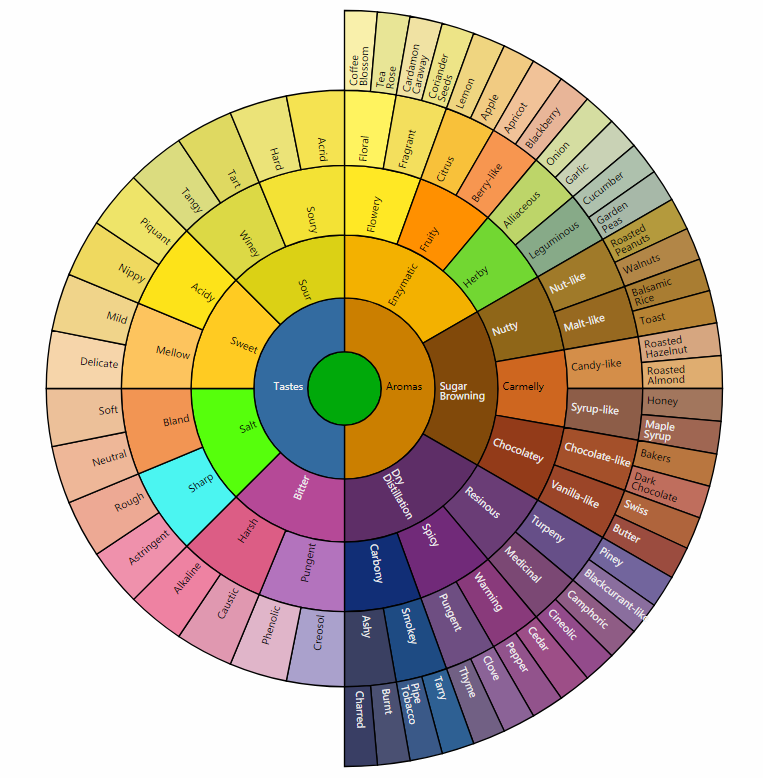 Tastes
Aromas
Sour
Sweet
Salt
Bitter
Enzymatic
Sugar
Browning
Dry
Distillation
Soury
Winey
Acidy
Mellow
Bland
Sharp
Harsh
Pungent
Flowery
Fruity
Herby
Nutty
Carmelly
Chocolatey
Resinous
Spicy
Carbony
Acrid
Hard
Tart
Tangy
Piquant
Nippy
Mild
Delicate
Soft
Neutral
Rough
Astringent
Alkaline
Caustic
Phenolic
Creosol
Floral
Fragrant
Citrus
Berry-like
Alliaceous
Leguminous
Nut-like
Malt-like
Candy-like
Syrup-like
Chocolate-like
Vanilla-like
Turpeny
Medicinal
Warming
Pungent
Smokey
Ashy
Coffee
Blossom
Tea
Rose
Cardamon
Caraway
Coriander
Seeds
Lemon
Apple
Apricot
Blackberry
Onion
Garlic
Cucumber
Garden
Peas
Roasted
Peanuts
Walnuts
Balsamic
Rice
Toast
Roasted
Hazelnut
Roasted
Almond
Honey
Maple
Syrup
Bakers
Dark
Chocolate
Swiss
Butter
Piney
Blackcurrant-like
Camphoric
Cineolic
Cedar
Pepper
Clove
Thyme
Tarry
Pipe
Tobacco
Burnt
Charred